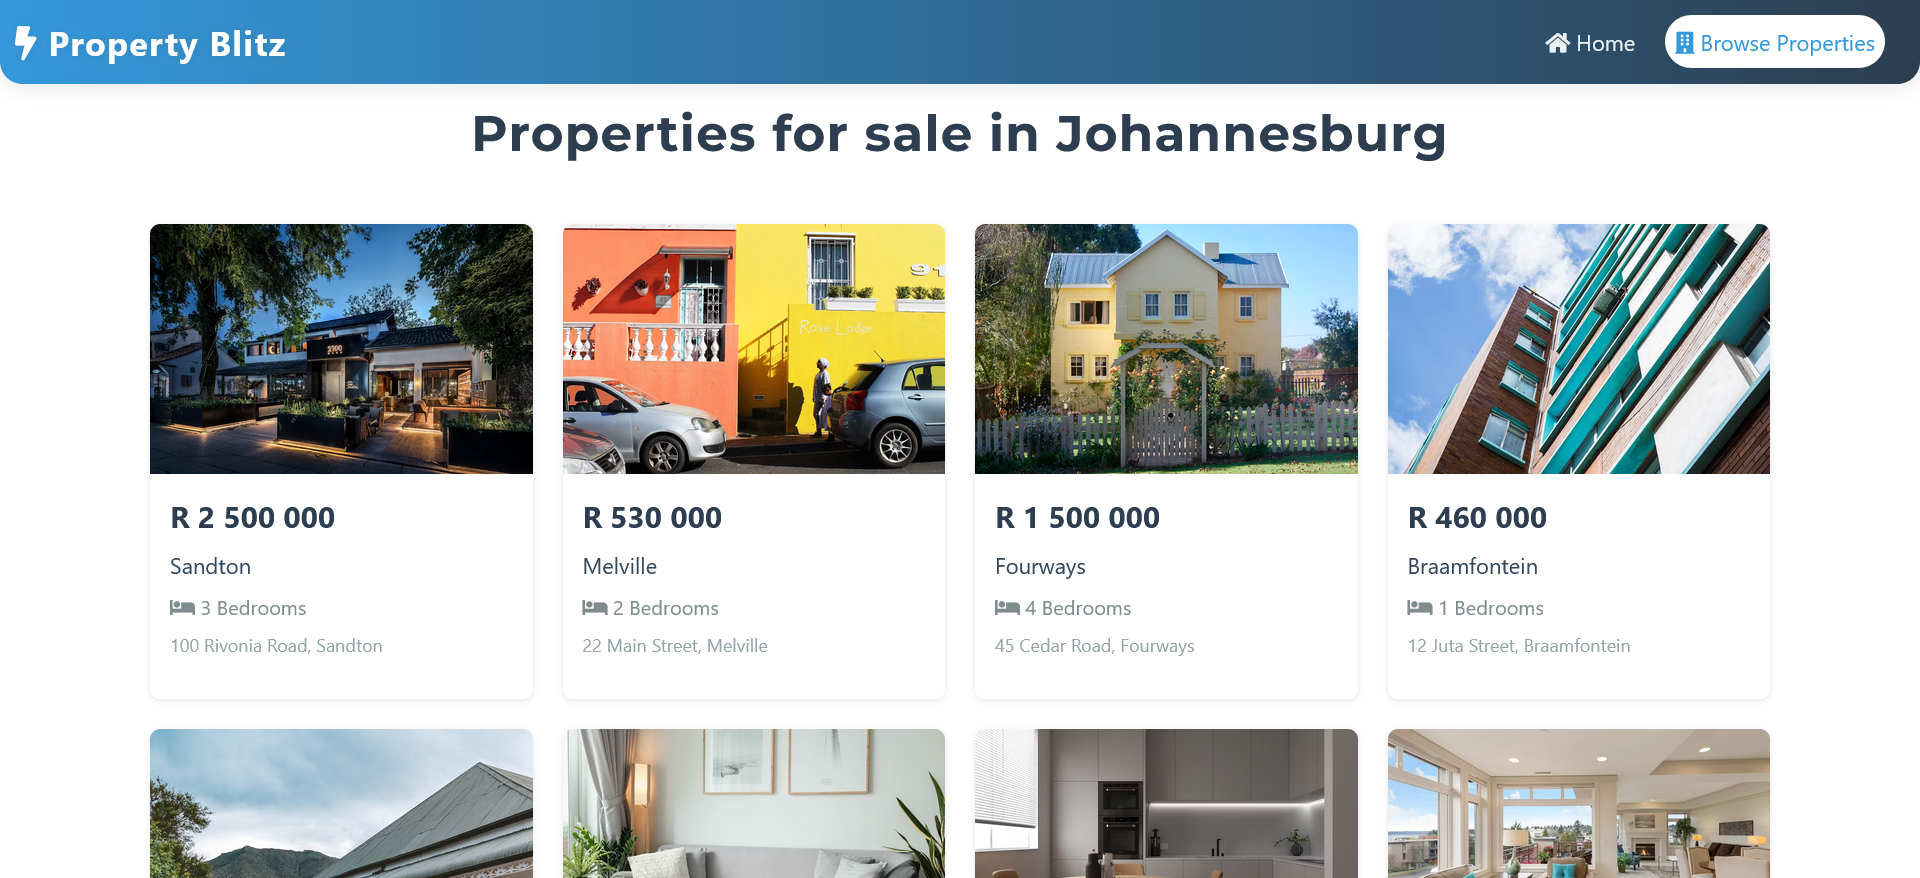 Property Blitz
Home
Browse Properties
Properties for sale in Johannesburg
2300
Rose Lodge
91
R 2 500 000
Sandton
3 Bedrooms
100 Rivonia Road, Sandton
R 530 000
Melville
2 Bedrooms
22 Main Street, Melville
R 1 500 000
Fourways
4 Bedrooms
45 Cedar Road, Fourways
R 460 000
Braamfontein
1 Bedrooms
12 Juta Street, Braamfontein